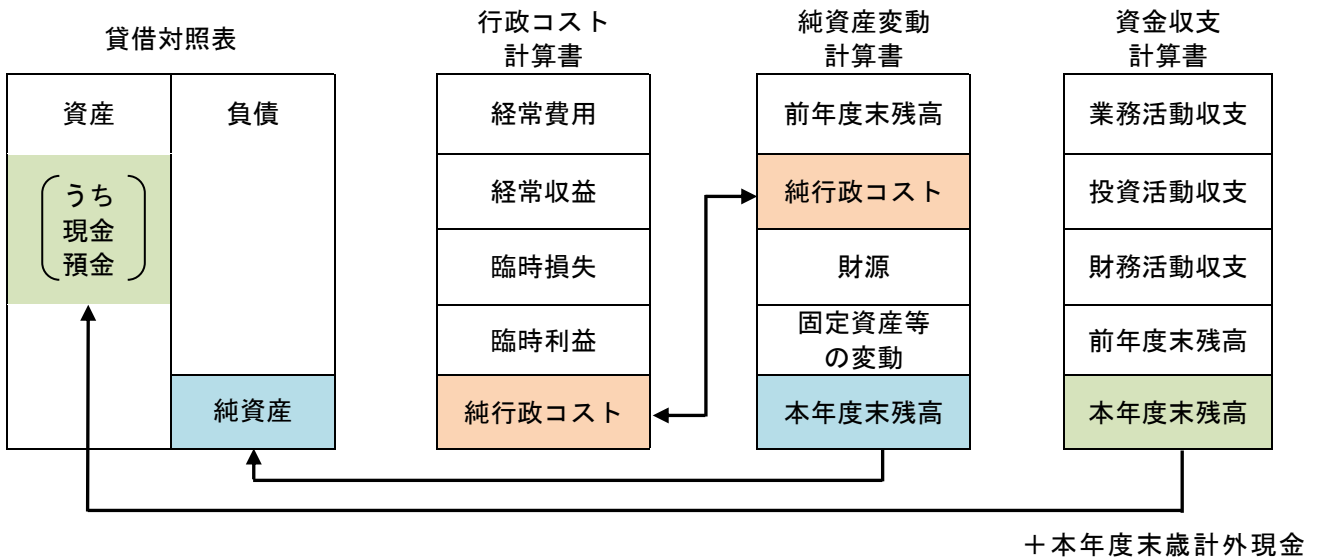 貸借対照表
資産
負債
うち
現金
預金
純資産
行政コスト
計算書
経常費用
経常収益
臨時損失
臨時利益
純行政コスト
純資産変動
計算書
前年度末残高
純行政コスト
財源
固定資産等
の変動
本年度末残高
資金収支
計算書
業務活動収支
投資活動収支
財務活動収支
前年度末残高
本年度末残高
＋本年度末歳計外現金